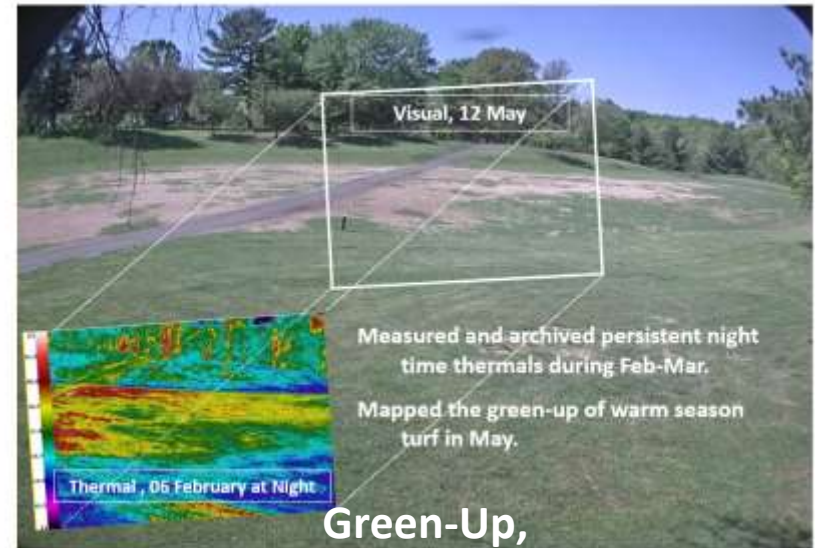 Visual, 12 May
Measured and archived persistent night
time thermals during Feb-Mar.
Mapped the green-up of warm season
turf in May.
Thermal , 06 February at Night
Green-Up,